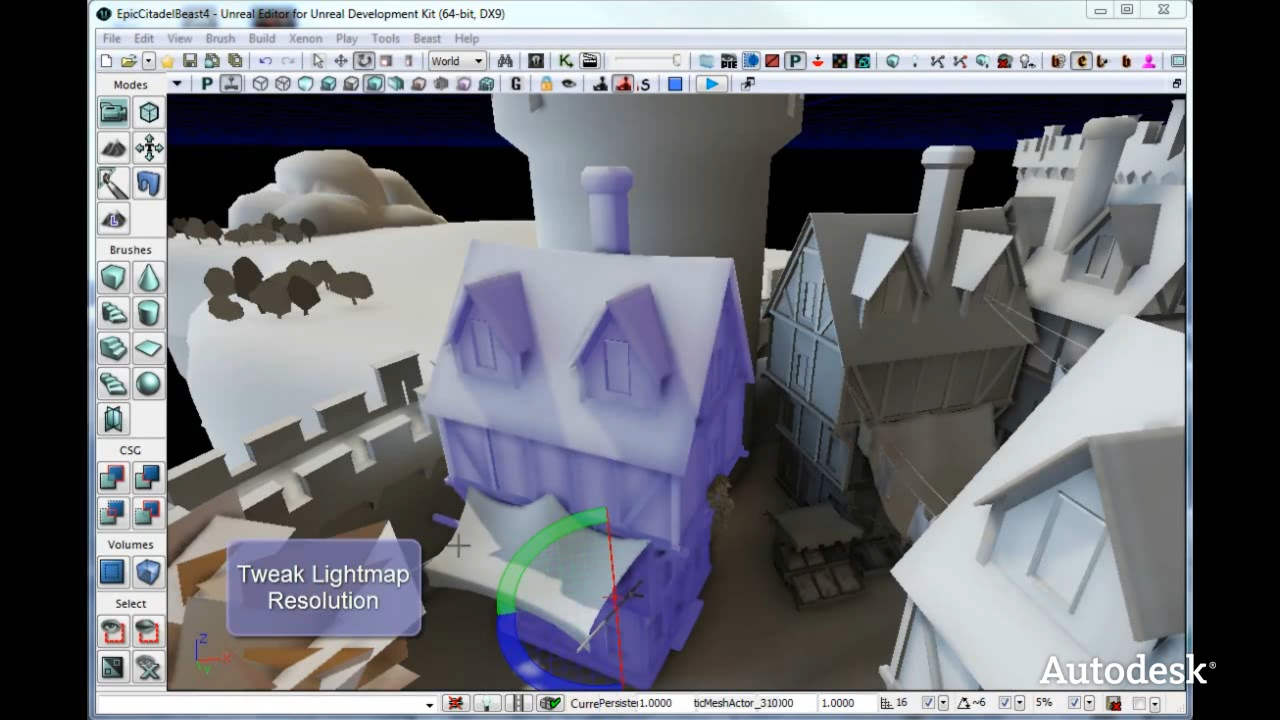 EpicCitadelBeast4 - Unreal Editor for Unreal Development Kit (64-bit, DX9)
File Edit View Brush Build Xenon Play Tools Beast Help
World
Modes
P G S
Brushes
CSG
Volumes
Select
Tweak Lightmap
Resolution
Z
X
Y
Autodesk®
CurrePersiste 1.0000 ticMeshActor_310)00 1.0000 16 ~6 5%